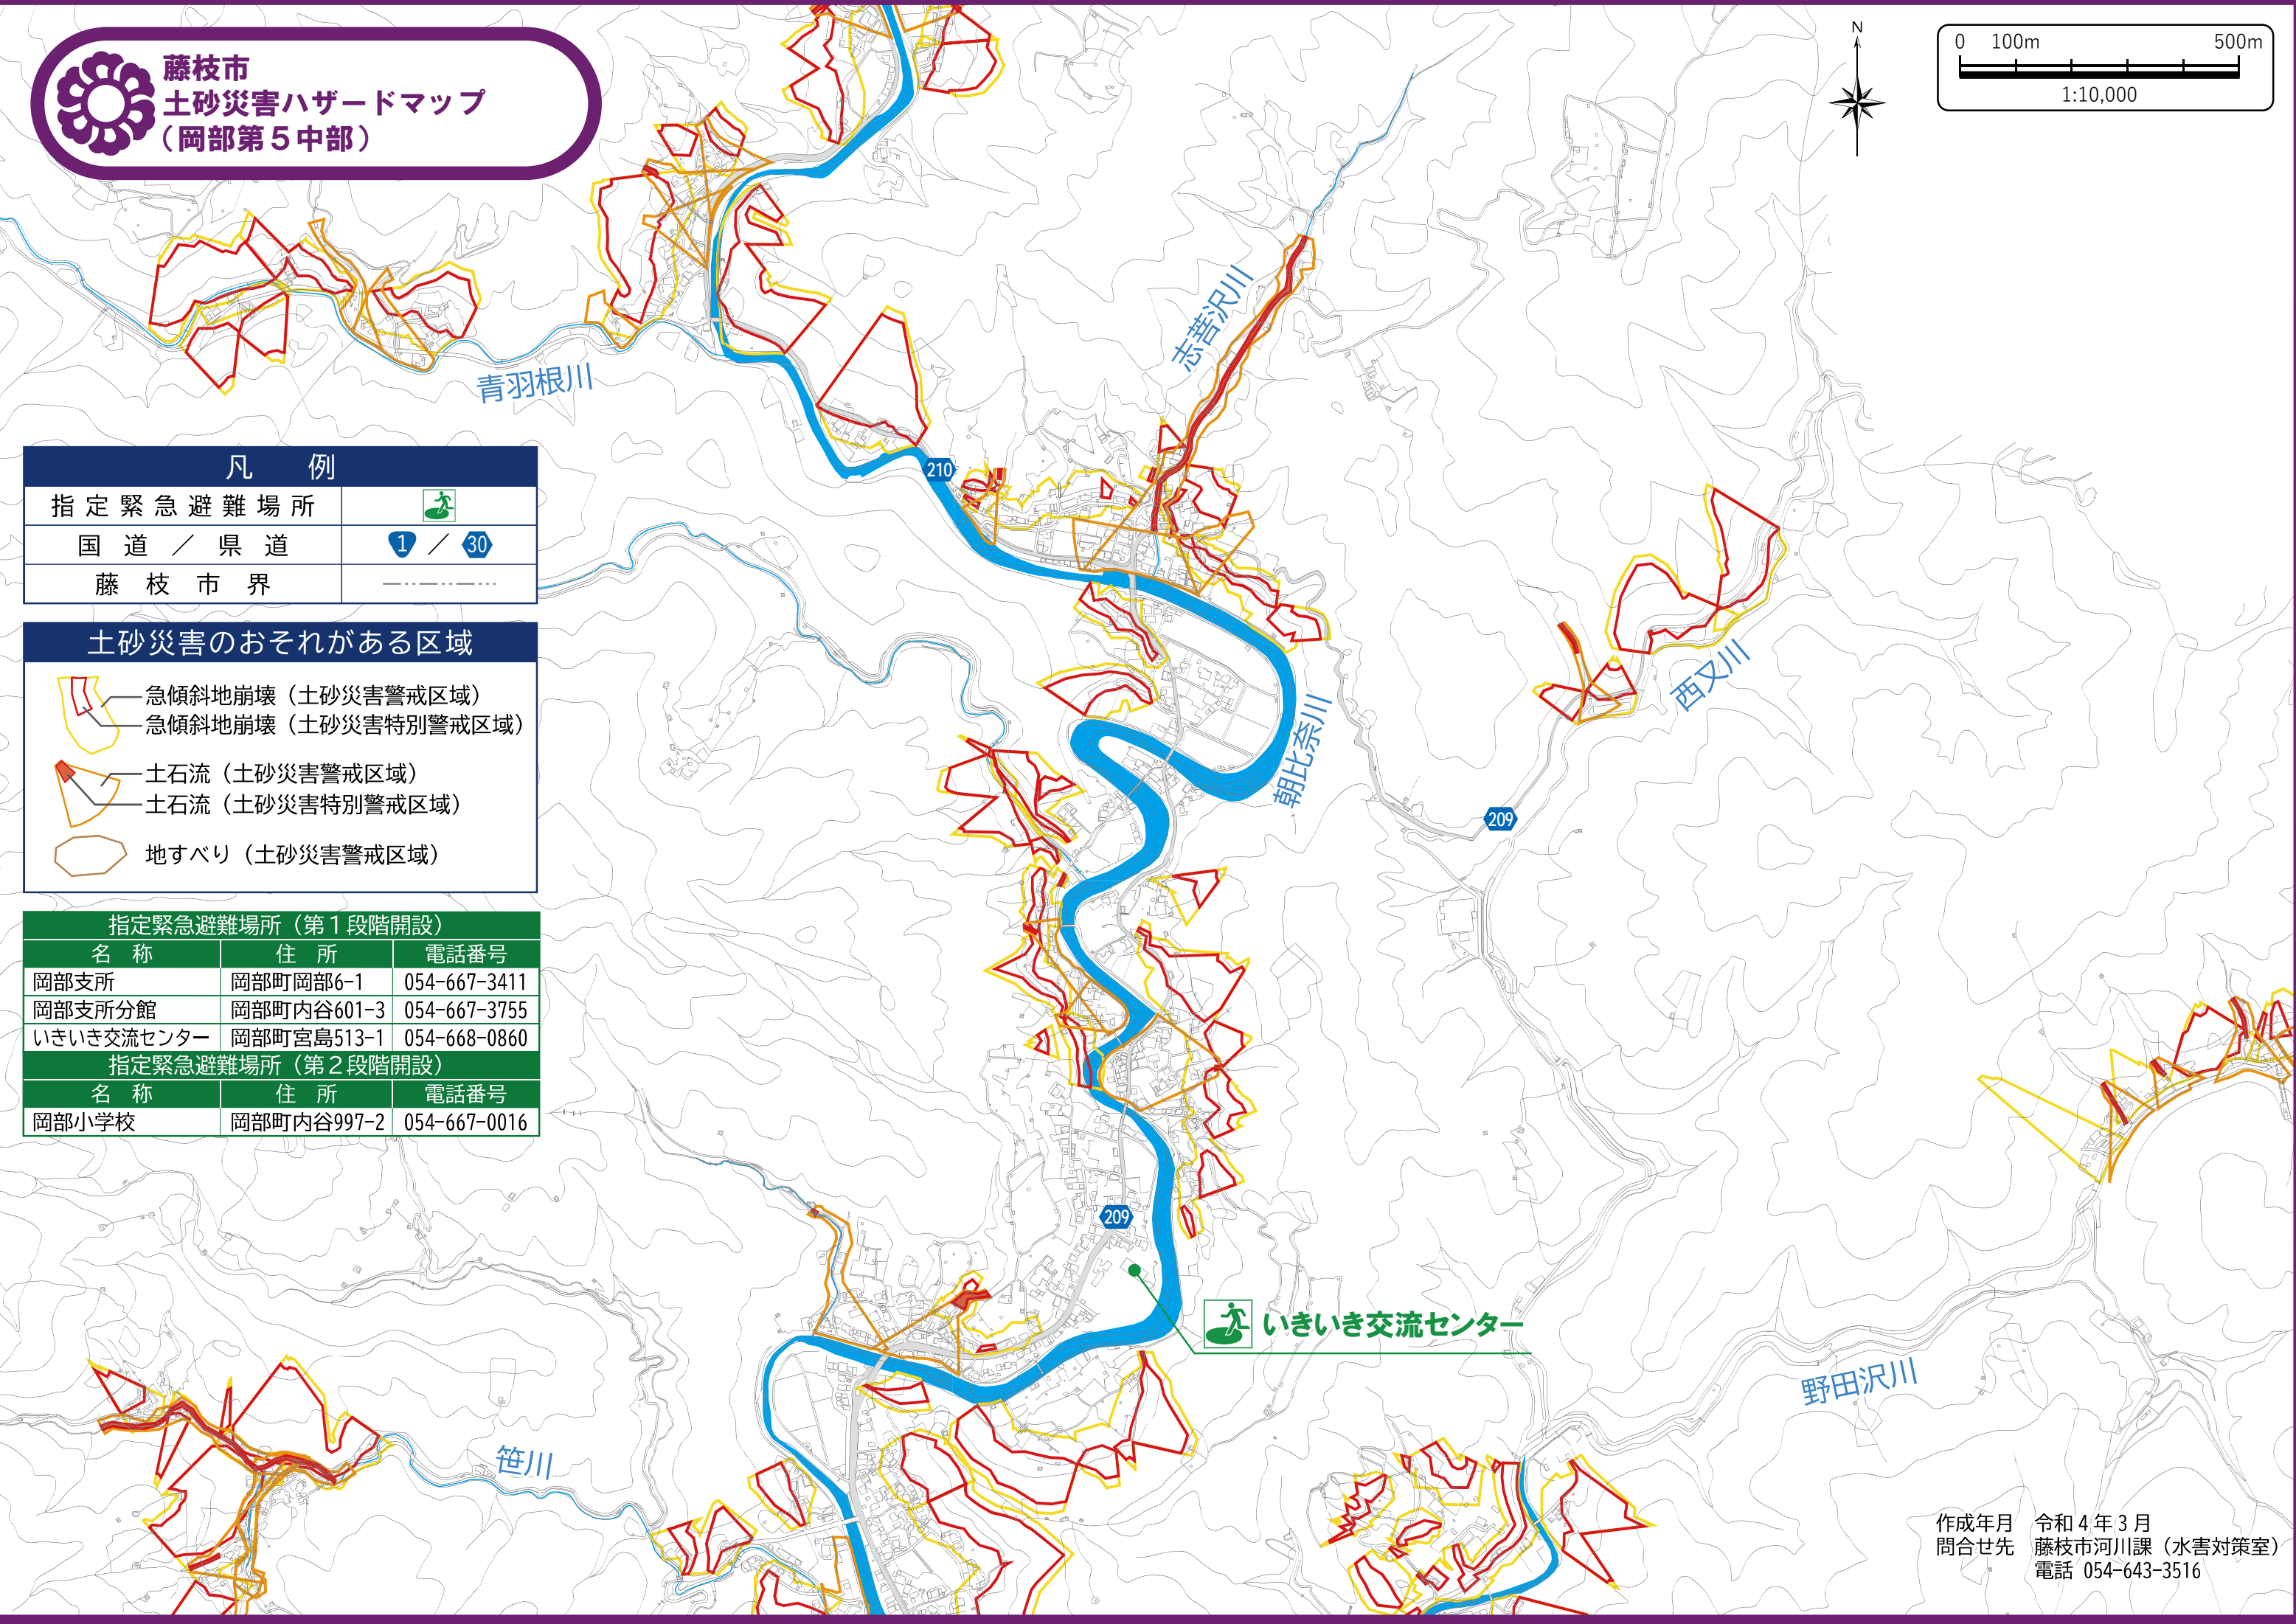 藤枝市
土砂災害ハザードマップ
（岡部第５中部）
N
0 100m 500m
1:10,000
志菩沢川
青羽根川
210
凡 例
指定緊急避難場所
国道／県道 1 ／ 30
藤枝市界
土砂災害のおそれがある区域
急傾斜地崩壊（土砂災害警戒区域）
急傾斜地崩壊（土砂災害特別警戒区域）
土石流（土砂災害警戒区域）
土石流（土砂災害特別警戒区域）
地すべり（土砂災害警戒区域）
西又川
朝比奈川
209
指定緊急避難場所（第１段階開設）
名 称 住 所 電話番号
岡部支所 岡部町岡部6-1 054-667-3411
岡部支所分館 岡部町内谷601-3 054-667-3755
いきいき交流センター 岡部町宮島513-1 054-668-0860
指定緊急避難場所（第２段階開設）
名 称 住 所 電話番号
岡部小学校 岡部町内谷997-2 054-667-0016
209
いきいき交流センター
野田沢川
笹川
作成年月 令和４年３月
問合せ先 藤枝市河川課（水害対策室）
電話 054-643-3516